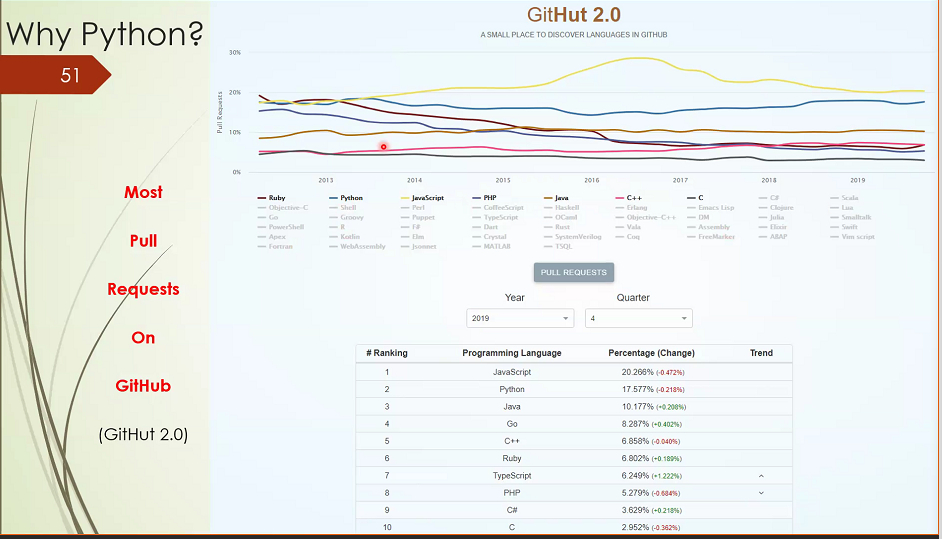 Why Python?
51
Most
Pull
Requests
On
GitHub
(GitHut 2.0)
GitHut 2.0
A SMALL PLACE TO DISCOVER LANGUAGES IN GITHUB
Pull Requests
30%
20%
10%
0%
2013 2014 2015 2016 2017 2018 2019
Ruby Python JavaScript PHP Java C++ C C# Scala
Objective-C Shell Perl CoffeeScript Haskell Erlang Emacs Lisp Clojure Lua
Go Groovy Puppet TypeScript OCaml Objective-C++ DM Julia Smalltalk
PowerShell R F# Dart Rust Vala Assembly Elixir Swift
Apex Kotlin Elm Crystal SystemVerilog Coq FreeMarker ABAP Vim script
Fortran WebAssembly Jsonnet MATLAB TSQL
PULL REQUESTS
Year Quarter
2019 4
# Ranking Programming Language Percentage (Change) Trend
1 JavaScript 20.266% (-0.472%)
2 Python 17.577% (-0.218%)
3 Java 10.177% (+0.208%)
4 Go 8.287% (+0.402%)
5 C++ 6.858% (-0.040%)
6 Ruby 6.802% (+0.189%)
7 TypeScript 6.249% (+1.222%)
8 PHP 5.279% (-0.684%)
9 C# 3.629% (+0.218%)
10 C 2.952% (-0.362%)